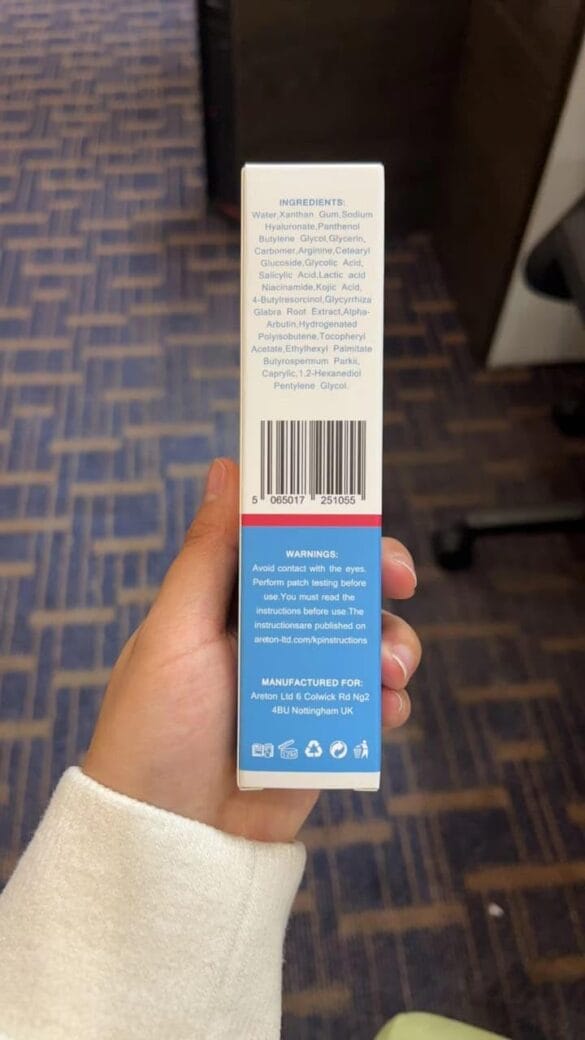 INGREDIENTS:
Water,Xanthan Gum,Sodium
Hyaluronate,Panthenol
Butylene Glycol,Glycerin,
Carbomer,Arginine,Cetearyl
Glucoside,Glycolic Acid,
Salicylic Acid,Lactic acid
Niacinamide,Kojic Acid,
4-Butylresorcinol,Glycyrrhiza
Glabra Root Extract,Alpha-
Arbutin,Hydrogenated
Polyisobutene,Tocopheryl
Acetate,Ethylhexyl Palmitate
Butyrospermum Parkii,
Caprylic,1,2-Hexanediol
Pentylene Glycol.
5 065017 251055
WARNINGS:
Avoid contact with the eyes.
Perform patch testing before
use.You must read the
instructions before use.The
instructionsare published on
areton-ltd.com/kpinstructions
MANUFACTURED FOR:
Areton Ltd 6 Colwick Rd Ng2
4BU Nottingham UK